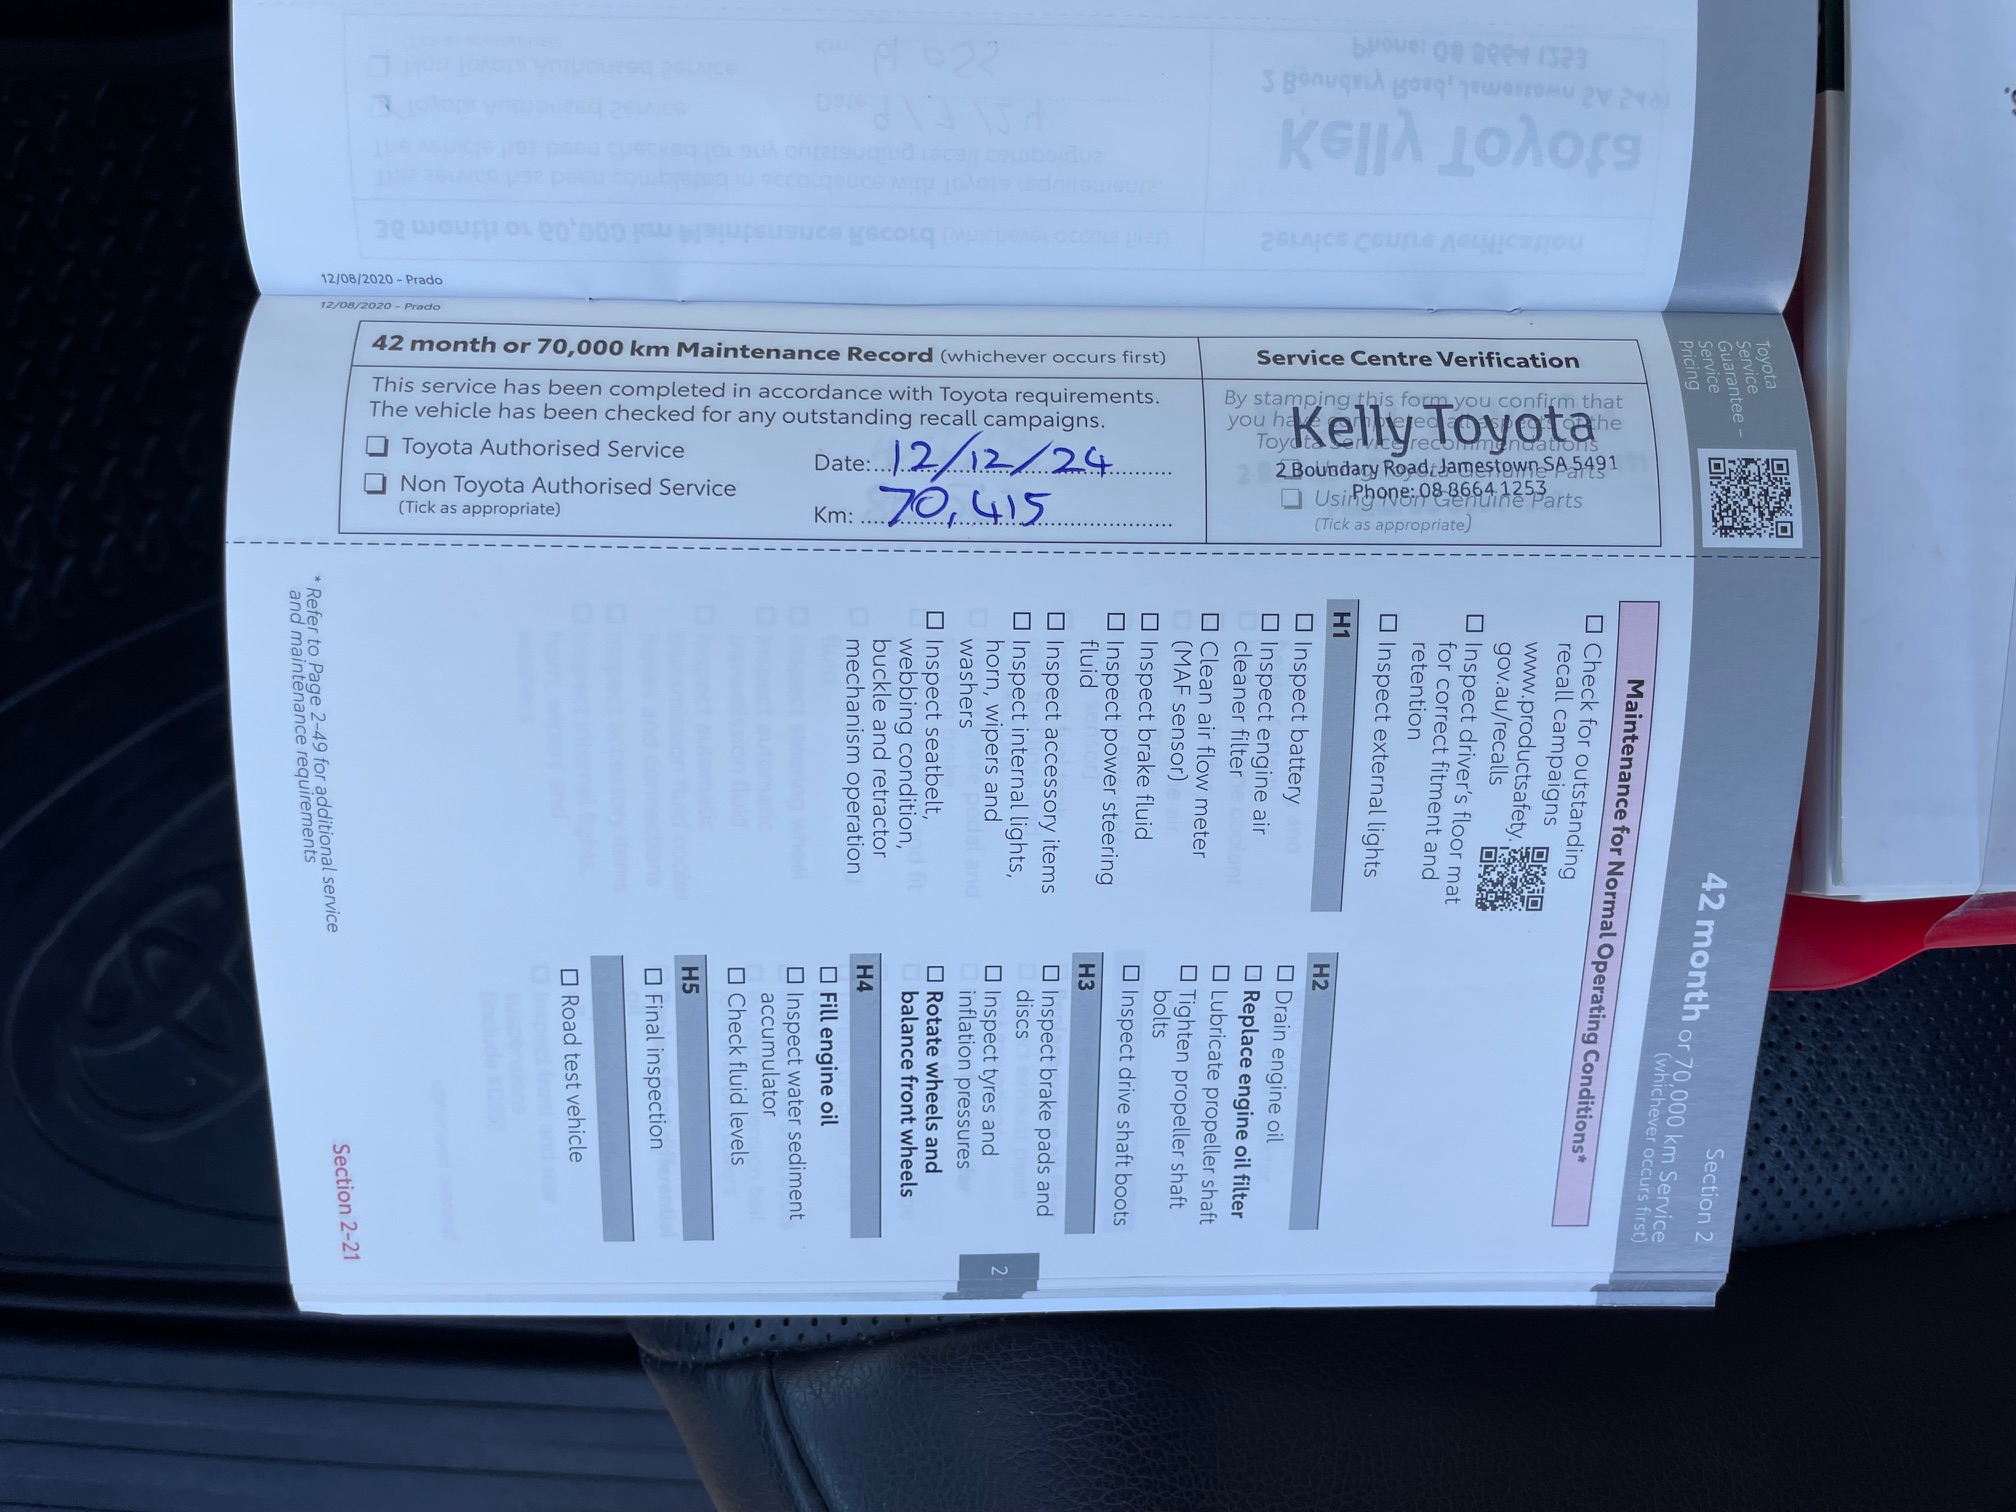 12/08/2020 – Prado
12/08/2020 – Prado
42 month or 70,000 km Maintenance Record (whichever occurs first)
This service has been completed in accordance with Toyota requirements.
The vehicle has been checked for any outstanding recall campaigns.
Toyota Authorised Service
Non Toyota Authorised Service
(Tick as appropriate)
Date: 12/12/24
Km: 70,415
Service Centre Verification
By stamping this form you confirm that
you have completed all aspects of the
Toyota Service recommendations
Kelly Toyota
2 Boundary Road, Jamestown SA 5491
Phone: 08 8664 1253
Genuine Parts
Using Non Genuine Parts
(Tick as appropriate)
Toyota
Service
Guarantee –
Service
Pricing
Section 2
42 month or 70,000 km Service
(whichever occurs first)
Maintenance for Normal Operating Conditions*
Check for outstanding
recall campaigns
www.productsafety.
gov.au/recalls
Inspect driver's floor mat
for correct fitment and
retention
Inspect external lights
H1
Inspect battery
Inspect engine air
cleaner filter
Clean air flow meter
(MAF sensor)
Inspect brake fluid
Inspect power steering
fluid
Inspect accessory items
Inspect internal lights,
horn, wipers and
washers
Inspect seatbelt,
webbing condition,
buckle and retractor
mechanism operation
H2
Drain engine oil
Replace engine oil filter
Lubricate propeller shaft
Tighten propeller shaft
bolts
Inspect drive shaft boots
H3
Inspect brake pads and
discs
Inspect tyres and
inflation pressures
Rotate wheels and
balance front wheels
H4
Fill engine oil
Inspect water sediment
accumulator
Check fluid levels
H5
Final inspection
Road test vehicle
2
* Refer to Page 2–49 for additional service
and maintenance requirements
Section 2–21